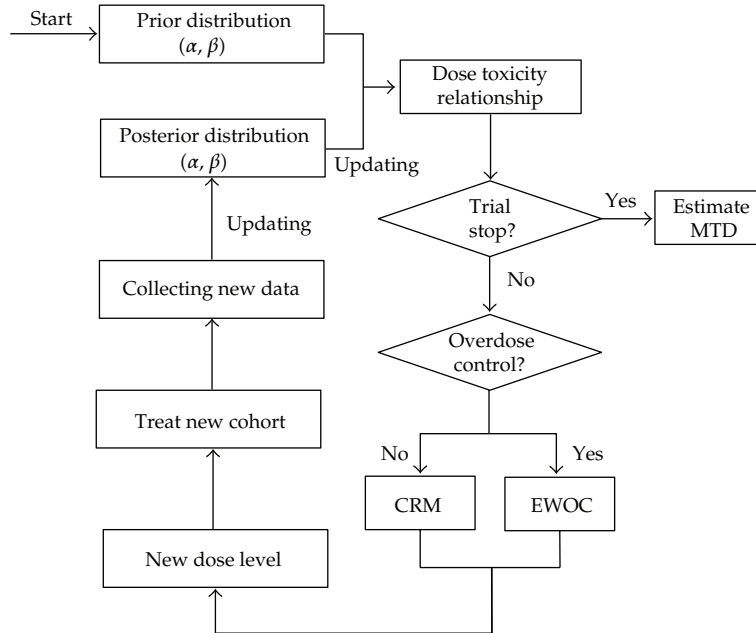 Start
Prior distribution
(α, β)
Dose toxicity
relationship
Posterior distribution
(α, β)
Updating
Trial
stop?
Yes
Estimate
MTD
Updating
No
Collecting new data
Overdose
control?
Treat new cohort
No
Yes
CRM
EWOC
New dose level